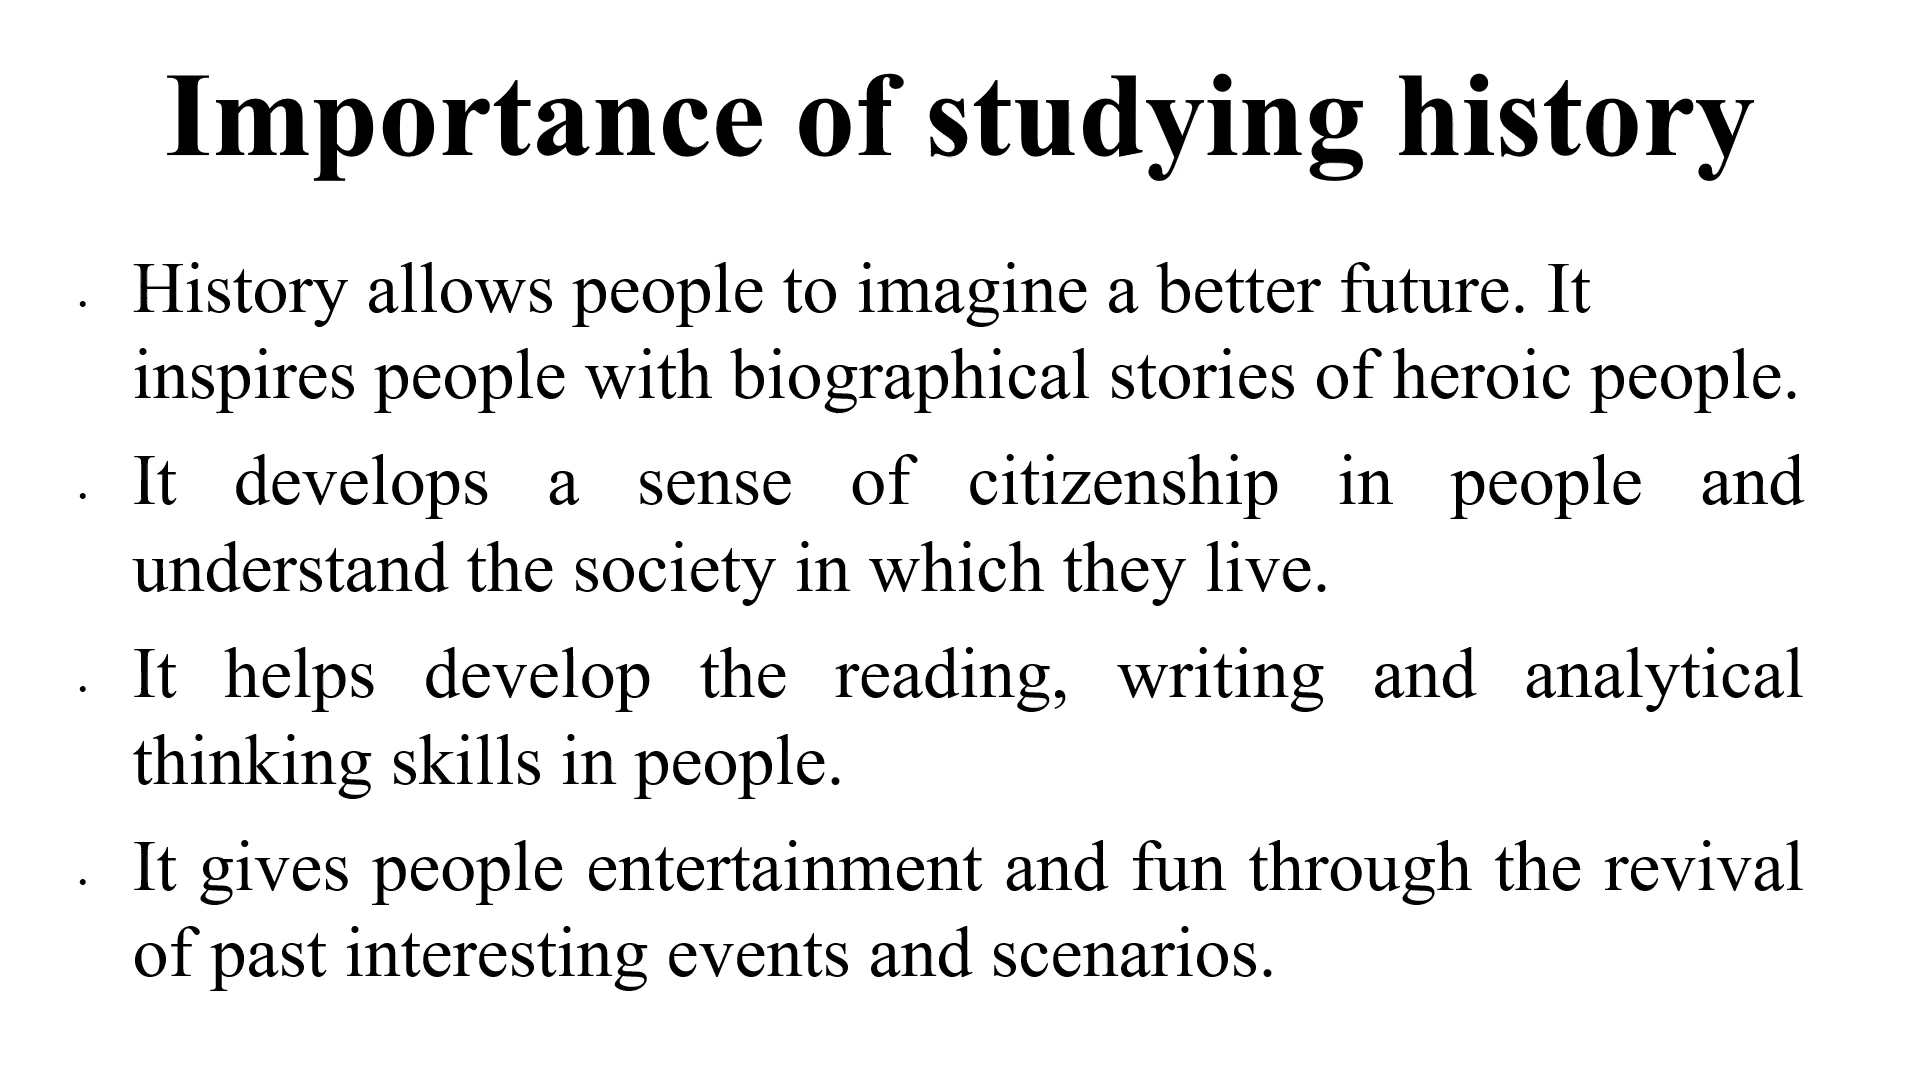 Importance of studying history
. History allows people to imagine a better future. It
inspires people with biographical stories of heroic people.
. It develops a sense of citizenship in people and
understand the society in which they live.
. It helps develop the reading, writing and analytical
thinking skills in people.
. It gives people entertainment and fun through the revival
of past interesting events and scenarios.